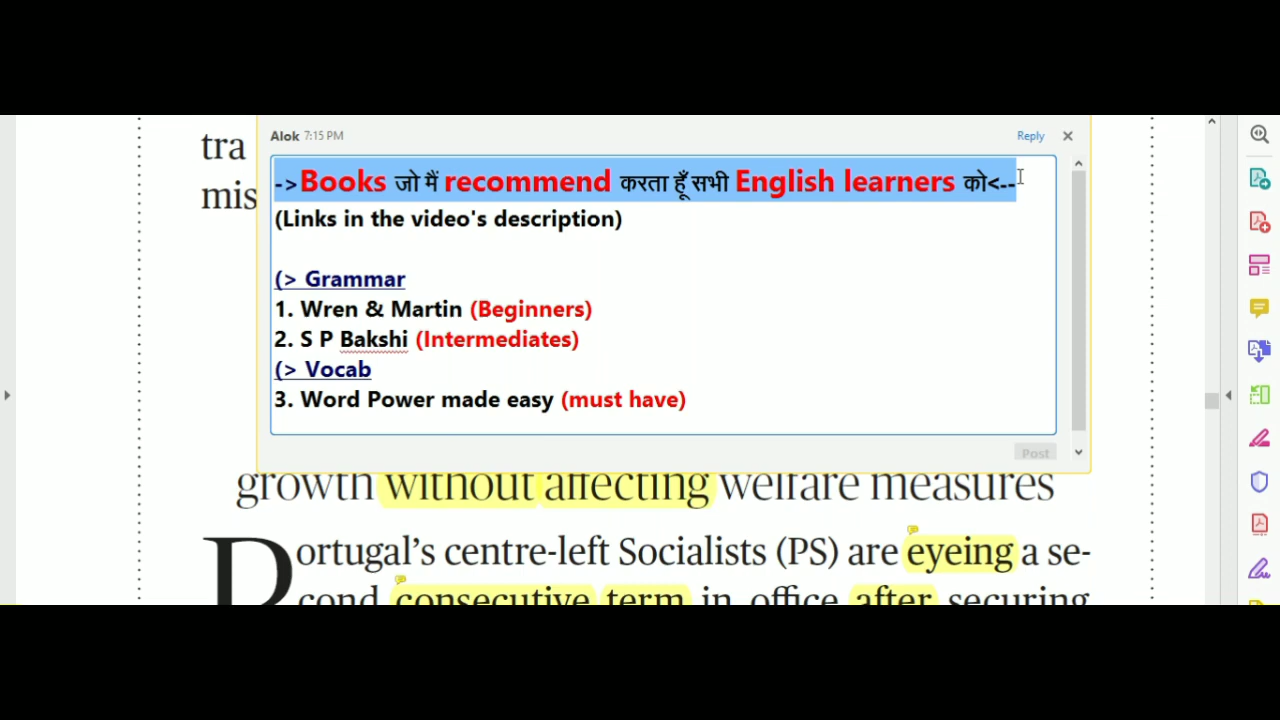 tra
mis
Alok 7:15 PM Reply
->Books जो मैं recommend करता हूँ सभी English learners को<--
(Links in the video's description)
(> Grammar
1. Wren & Martin (Beginners)
2. S P Bakshi (Intermediates)
(> Vocab
3. Word Power made easy (must have)
Post
growth without affecting welfare measures
Portugal's centre-left Socialists (PS) are eyeing a se-
cond consecutive term in office after securing